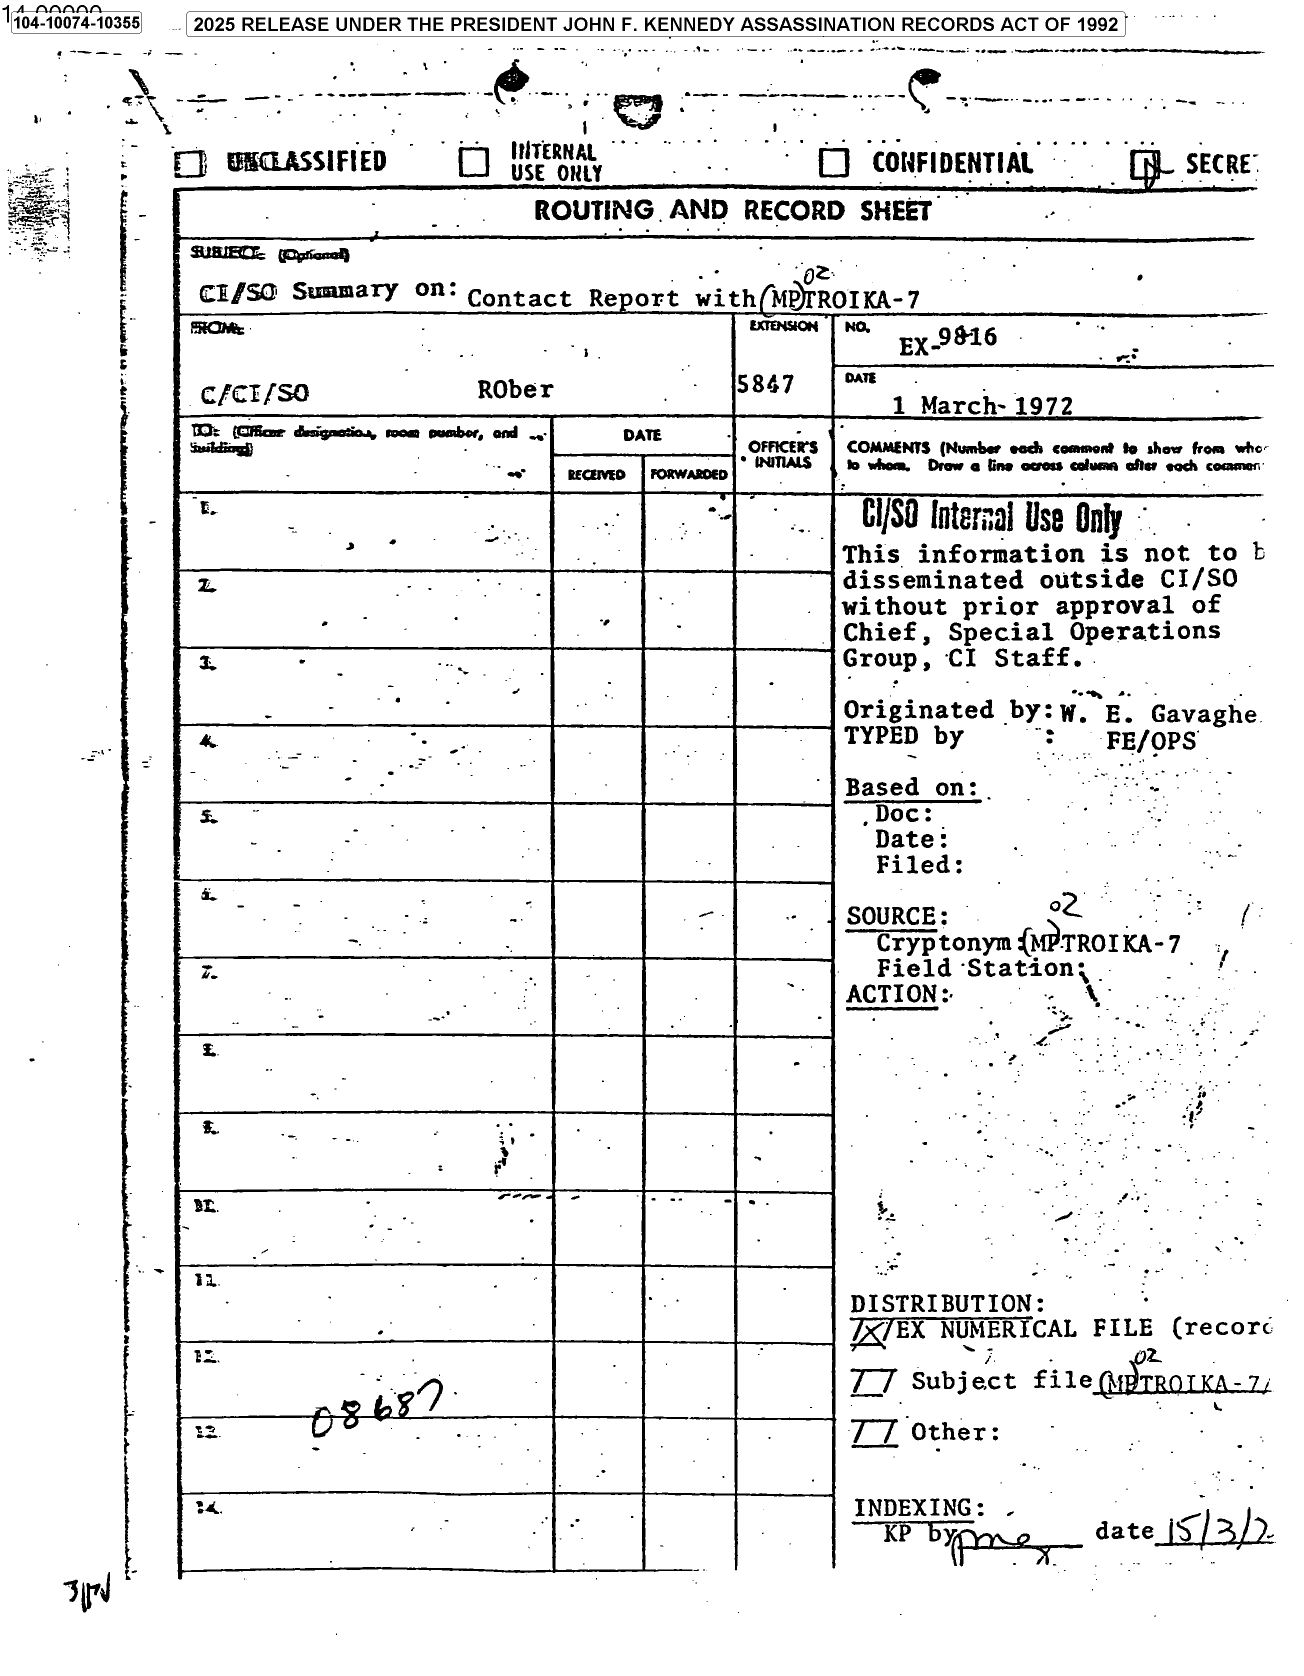 104-10074-10355
2025 RELEASE UNDER THE PRESIDENT JOHN F. KENNEDY ASSASSINATION RECORDS ACT OF 1992
UNCLASSIFIED INTERNAL USE ONLY CONFIDENTIAL SECRE
ROUTING AND RECORD SHEET
SUBJECT: (Optional)
02
CI/SO Summary on: Contact Report with (MP)TROIKA-7
FROM: EXTENSION NO.
EX-9816
C/CI/SO ROber 5847 DATE
1 March 1972
TO: (Officer designation, room number, and building) DATE OFFICER'S INITIALS COMMENTS (Number each comment to show from who
to whom. Draw a line across column after each commen
RECEIVED FORWARDED
1.
CI/SO Internal Use Only
This information is not to b
disseminated outside CI/SO
without prior approval of
Chief, Special Operations
Group, CI Staff.
2.
3.
Originated by: W. E. Gavaghe
TYPED by : FE/OPS
4.
Based on:
Doc:
Date:
Filed:
5.
6.
02
SOURCE:
Cryptonym:(MP)TROIKA-7
Field Station:
ACTION:
7.
8.
9.
10.
11.
DISTRIBUTION:
/X/EX NUMERICAL FILE (recor
12.
02
/ / Subject file (MP)TROIKA-7/
08687
13.
/ / Other:
14.
INDEXING:
KP by date 15/3/7